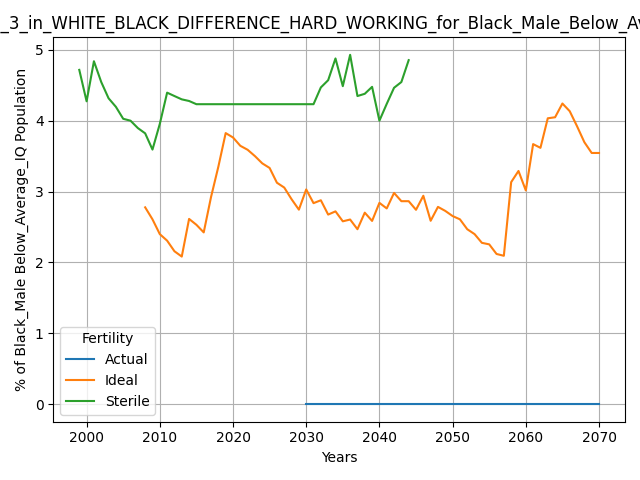 _3_in_WHITE_BLACK_DIFFERENCE_HARD_WORKING_for_Black_Male_Below_Av
% of Black_Male Below_Average_IQ Population
5
4
3
2
1
0
Fertility
Actual
Ideal
Sterile
2000 2010 2020 2030 2040 2050 2060 2070
Years